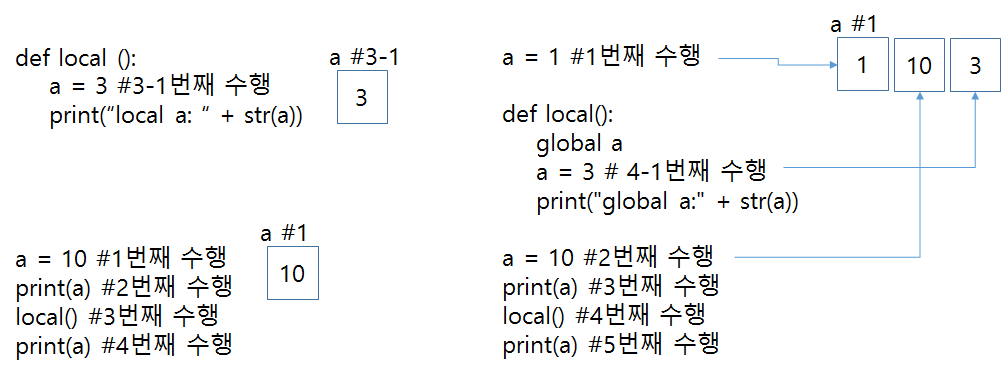 def local ():
a = 3 #3-1번째 수행
print(“local a: “ + str(a))
a #3-1
3
a #1
10
a = 10 #1번째 수행
print(a) #2번째 수행
local() #3번째 수행
print(a) #4번째 수행
a #1
1
10
3
a = 1 #1번째 수행
def local():
global a
a = 3 # 4-1번째 수행
print("global a:" + str(a))
a = 10 #2번째 수행
print(a) #3번째 수행
local() #4번째 수행
print(a) #5번째 수행